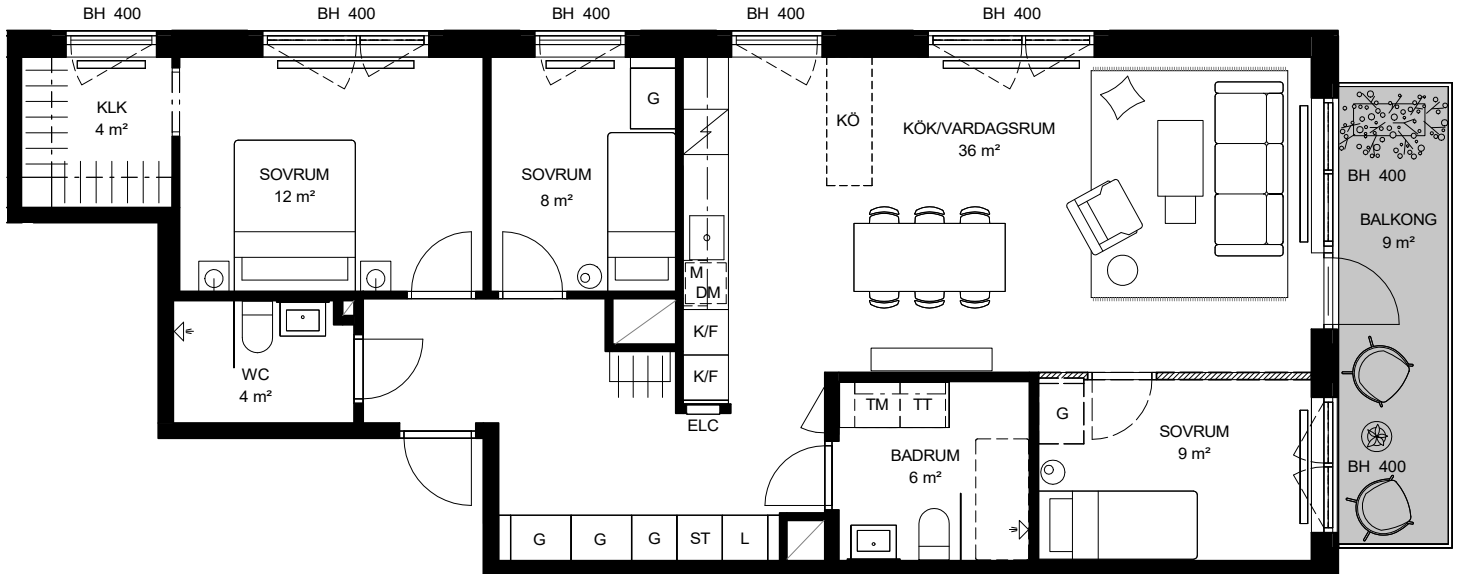 BH 400
BH 400
BH 400
BH 400
BH 400
KLK
4 m²
SOVRUM
12 m²
G
SOVRUM
8 m²
KÖ
KÖK/VARDAGSRUM
36 m²
BH 400
BALKONG
9 m²
M
DM
K/F
K/F
ELC
WC
4 m²
TM
TT
BADRUM
6 m²
G
SOVRUM
9 m²
BH 400
G
G
G
ST
L